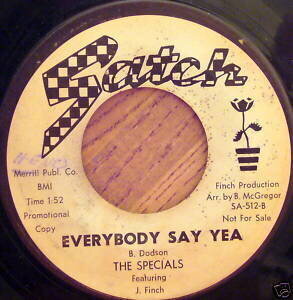 Satch
Merrill Publ. Co.
BMI
Time 1:52
Promotional
Copy
Finch Production
Arr. by B. McGregor
SA-512-B
Not For Sale
EVERYBODY SAY YEA
B. Dodson
THE SPECIALS
Featuring
J. Finch